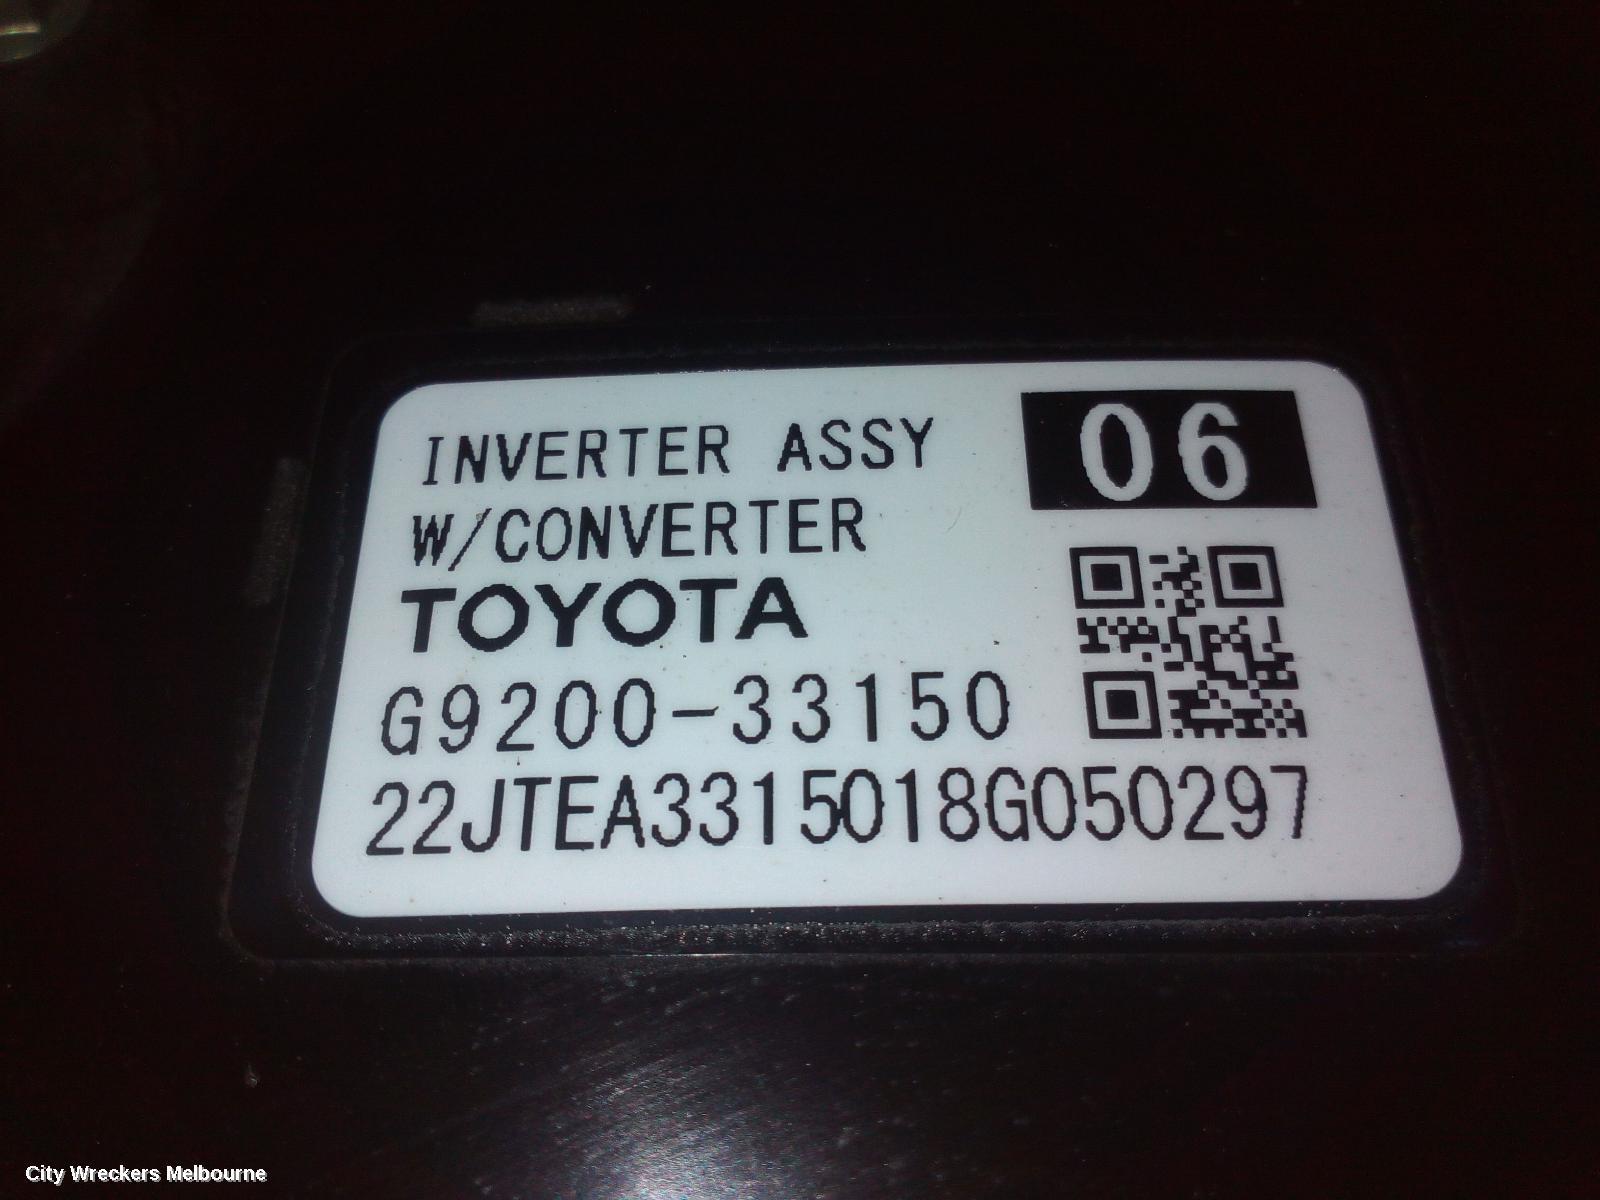 INVERTER ASSY
06
W/CONVERTER
TOYOTA
G9200-33150
22JTEA3315018G050297
City Wreckers Melbourne